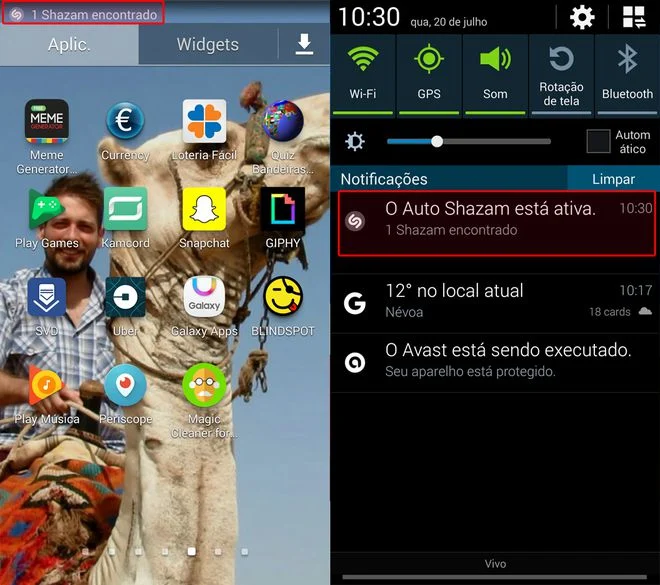 1 Shazam encontrado
Aplic.
Widgets
FREE
MEME
GENERATOR
Meme
Generator...
€
Currency
Loteria Fácil
Quiz
Bandeiras...
Play Games
Kamcord
Snapchat
GIPHY
SVD
Uber
Galaxy
Galaxy Apps
BLINDSPOT
Play Música
Periscope
Magic
Cleaner for...
10:30 qua, 20 de julho
Wi-Fi
GPS
Som
Rotação
de tela
Bluetooth
Autom
ático
Notificações
Limpar
O Auto Shazam está ativa. 10:30
1 Shazam encontrado
G
12° no local atual 10:17
Névoa 18 cards
O Avast está sendo executado.
Seu aparelho está protegido.
Vivo